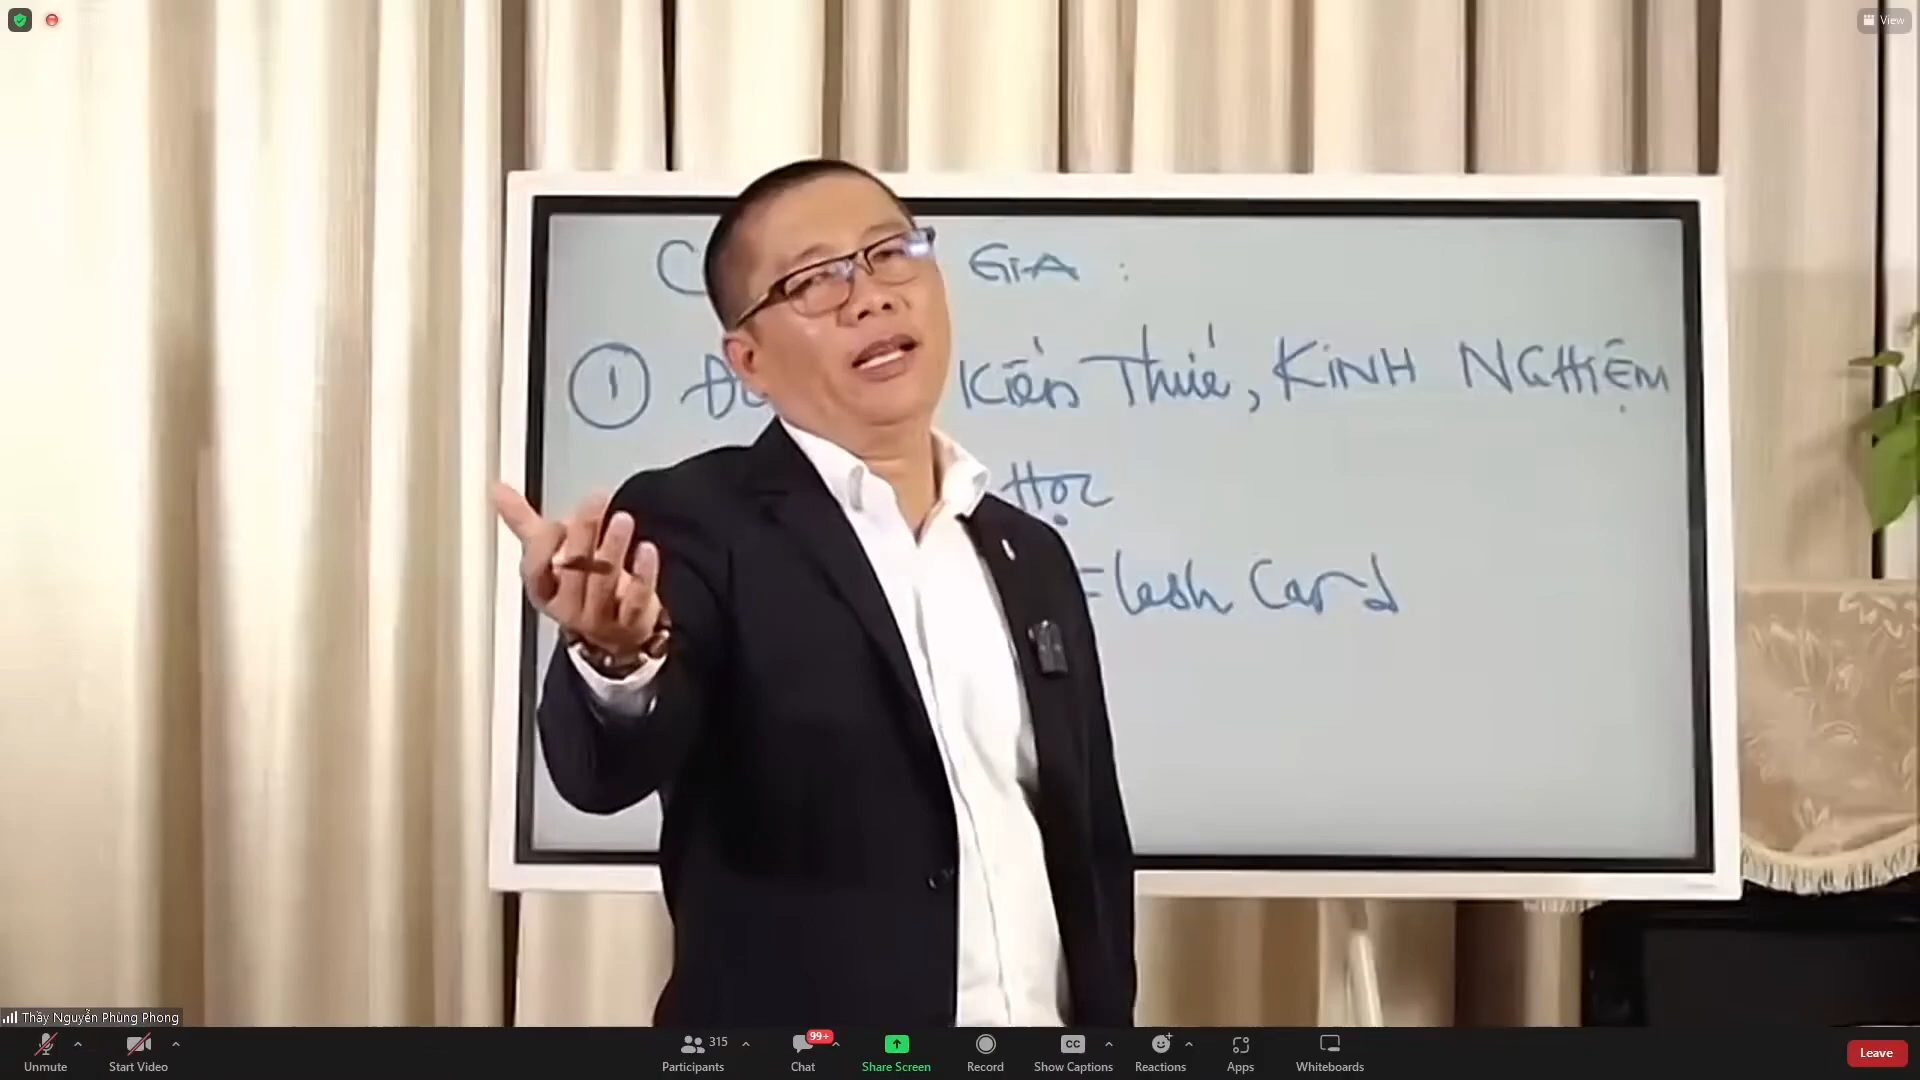 View
GIA :
① Kiến Thức, KINH NGHIỆM
Học
Flash Card
Thầy Nguyễn Phùng Phong
Unmute
Start Video
315
Participants
99+
Chat
Share Screen
Record
CC
Show Captions
Reactions
Apps
Whiteboards
Leave